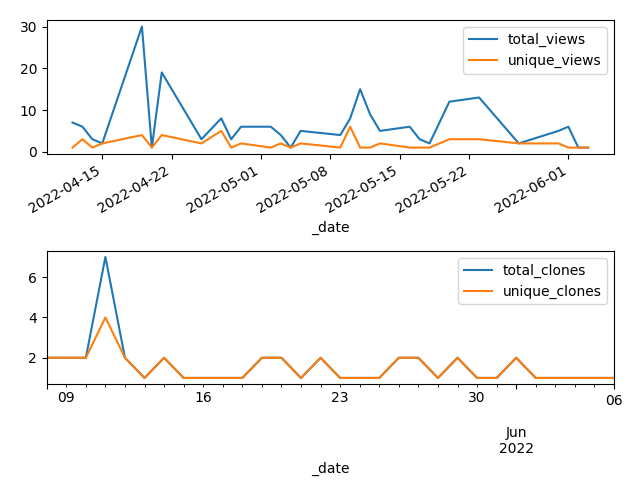 30
20
10
0
total_views
unique_views
2022-04-15
2022-04-22
2022-05-01
2022-05-08
2022-05-15
2022-05-22
2022-06-01
_date
6
4
2
total_clones
unique_clones
09
16
23
30
06
Jun
2022
_date